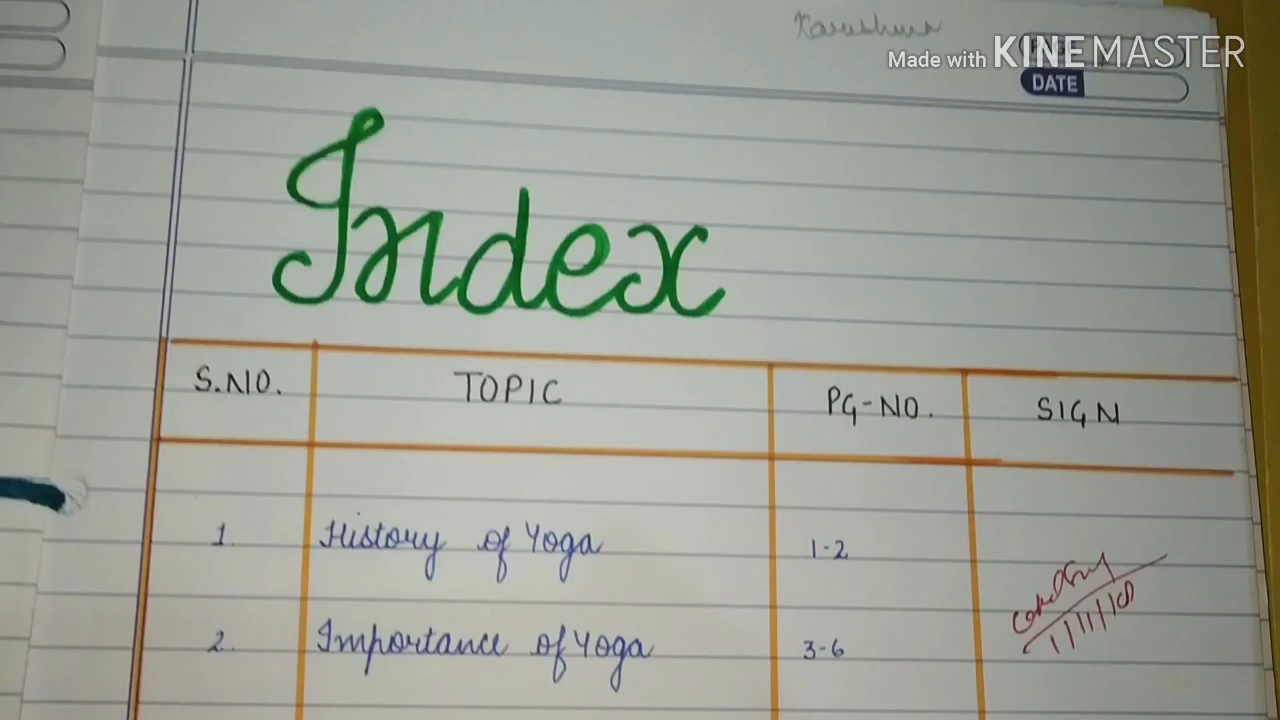 Made with KINEMASTER
DATE
Index
S.NO. TOPIC PG-NO. SIGN
1. History of Yoga 1-2
2. Importance of Yoga 3-6